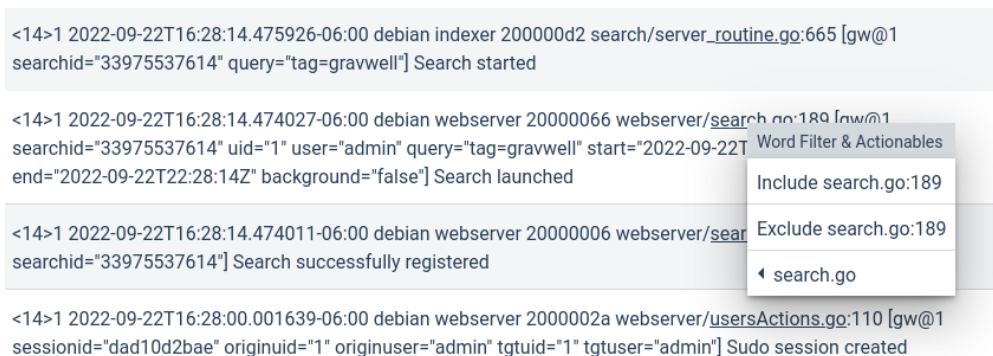 <14>1 2022-09-22T16:28:14.475926-06:00 debian indexer 200000d2 search/server_routine.go:665 [gw@1
searchid="33975537614" query="tag=gravwell"] Search started
<14>1 2022-09-22T16:28:14.474027-06:00 debian webserver 20000066 webserver/search.go:189 [gw@1
searchid="33975537614" uid="1" user="admin" query="tag=gravwell" start="2022-09-22T
end="2022-09-22T22:28:14Z" background="false"] Search launched
<14>1 2022-09-22T16:28:14.474011-06:00 debian webserver 20000006 webserver/sear
searchid="33975537614"] Search successfully registered
<14>1 2022-09-22T16:28:00.001639-06:00 debian webserver 2000002a webserver/usersActions.go:110 [gw@1
sessionid="dad10d2bae" originuid="1" originuser="admin" tgtuid="1" tgtuser="admin"] Sudo session created
Word Filter & Actionables
Include search.go:189
Exclude search.go:189
search.go